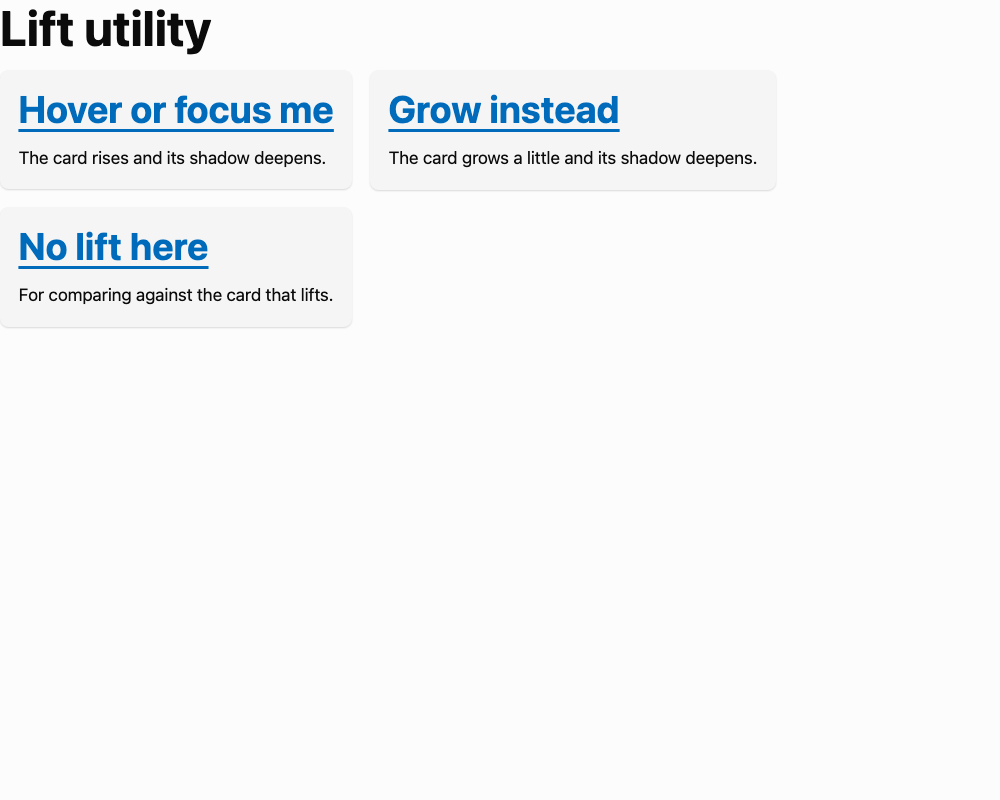 Lift utility
Hover or focus me
The card rises and its shadow deepens.
Grow instead
The card grows a little and its shadow deepens.
No lift here
For comparing against the card that lifts.